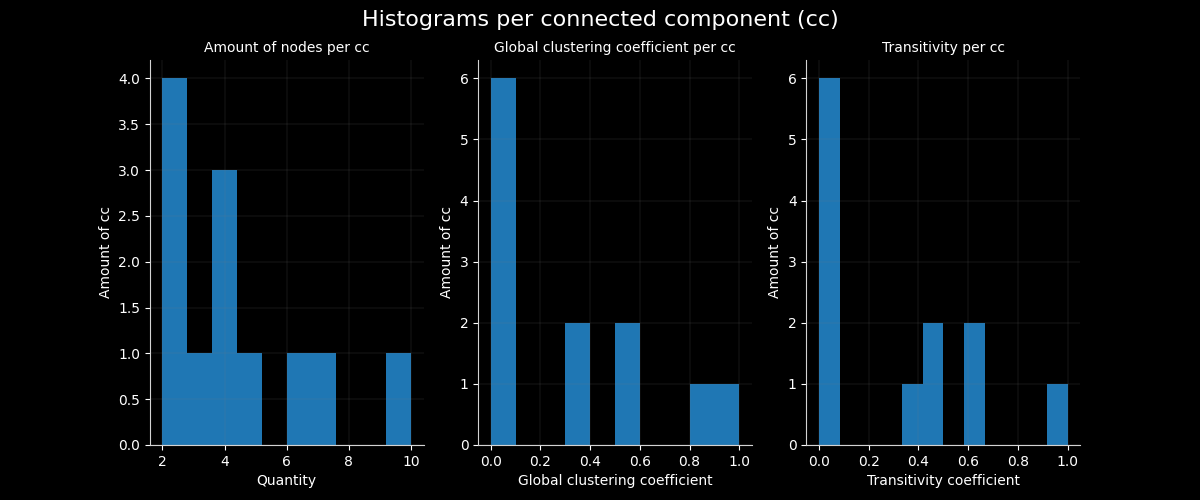 Histograms per connected component (cc)
Amount of nodes per cc
4.0
3.5
3.0
2.5
2.0
1.5
1.0
0.5
0.0
Amount of cc
2 4 6 8 10
Quantity
Global clustering coefficient per cc
6
5
4
3
2
1
0
Amount of cc
0.0 0.2 0.4 0.6 0.8 1.0
Global clustering coefficient
Transitivity per cc
6
5
4
3
2
1
0
Amount of cc
0.0 0.2 0.4 0.6 0.8 1.0
Transitivity coefficient